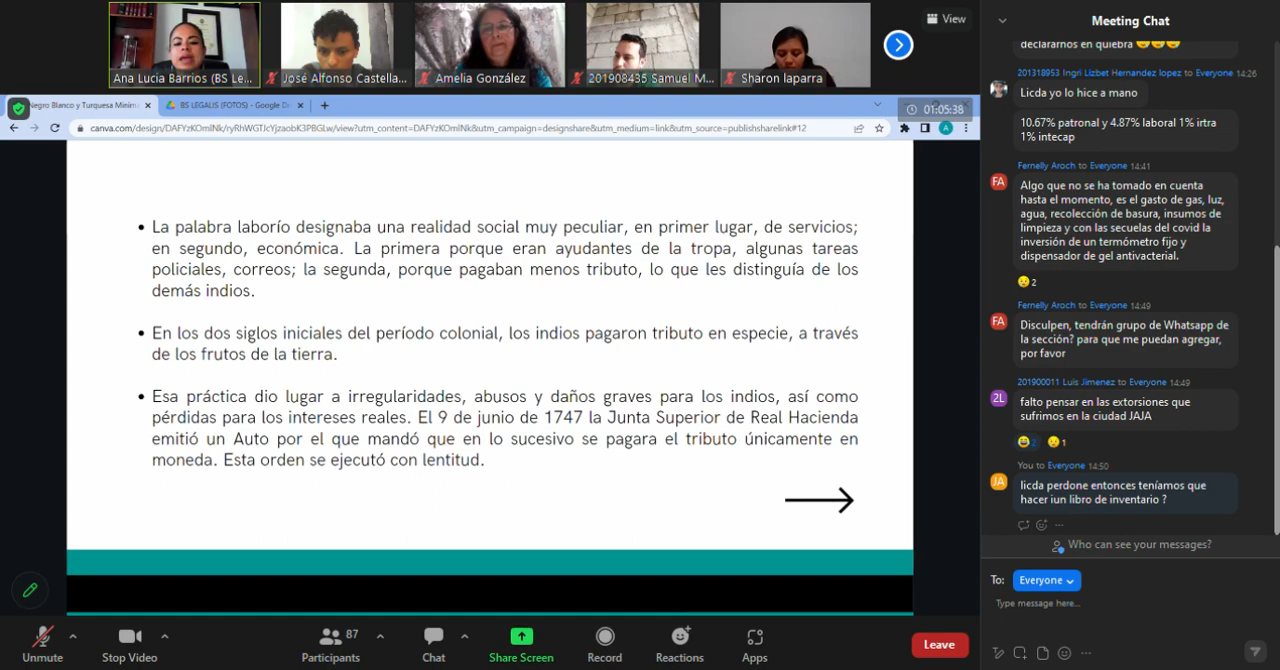 View
Ana Lucía Barrios (BS Le...
José Alfonso Castella...
Amelia González
201908435 Samuel M...
Sharon laparra
Negro Blanco y Turquesa Minim
BS LEGALIS (FOTOS) - Google Dr
01:05:38
canva.com/design/DAFYzKOmlNk/ryRhWGTJcYjzaobK3PBGLw/view?utm_content=DAFYzKOmlNk&utm_campaign=designshare&utm_medium=link&utm_source=publishsharelink#12
A
• La palabra laborío designaba una realidad social muy peculiar, en primer lugar, de servicios;
en segundo, económica. La primera porque eran ayudantes de la tropa, algunas tareas
policiales, correos; la segunda, porque pagaban menos tributo, lo que les distinguía de los
demás indios.
• En los dos siglos iniciales del período colonial, los indios pagaron tributo en especie, a través
de los frutos de la tierra.
• Esa práctica dio lugar a irregularidades, abusos y daños graves para los indios, así como
pérdidas para los intereses reales. El 9 de junio de 1747 la Junta Superior de Real Hacienda
emitió un Auto por el que mandó que en lo sucesivo se pagara el tributo únicamente en
moneda. Esta orden se ejecutó con lentitud.
Unmute
Stop Video
87
Participants
Chat
Share Screen
Record
Reactions
Apps
Leave
Meeting Chat
declararnos en quiebra
201318953 Ingri Lizbet Hernandez lopez to Everyone 14:26
Licda yo lo hice a mano
10.67% patronal y 4.87% laboral 1% irtra
1% intecap
Fernelly Aroch to Everyone 14:41
FA
Algo que no se ha tomado en cuenta
hasta el momento, es el gasto de gas, luz,
agua, recolección de basura, insumos de
limpieza y con las secuelas del covid la
inversión de un termómetro fijo y
dispensador de gel antivacterial.
2
Fernelly Aroch to Everyone 14:49
FA
Disculpen, tendrán grupo de Whatsapp de
la sección? para que me puedan agregar,
por favor
201900011 Luis Jimenez to Everyone 14:49
2L
falto pensar en las extorsiones que
sufrimos en la ciudad JAJA
1
You to Everyone 14:50
JA
licda perdone entonces teníamos que
hacer iun libro de inventario ?
Who can see your messages?
To: Everyone
Type message here...